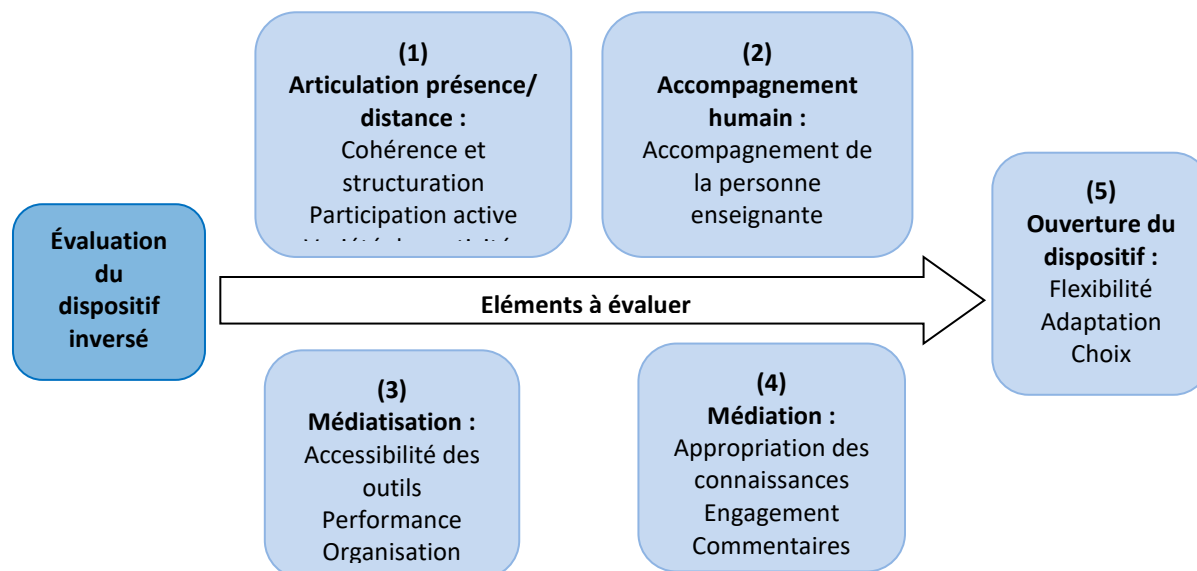 (1)
Articulation présence/
distance :
Cohérence et
structuration
Participation active
(2)
Accompagnement
humain :
Accompagnement de
la personne
enseignante
(5)
Ouverture du
dispositif :
Flexibilité
Adaptation
Choix
Évaluation
du
dispositif
inversé
Eléments à évaluer
(3)
Médiatisation :
Accessibilité des
outils
Performance
Organisation
(4)
Médiation :
Appropriation des
connaissances
Engagement
Commentaires